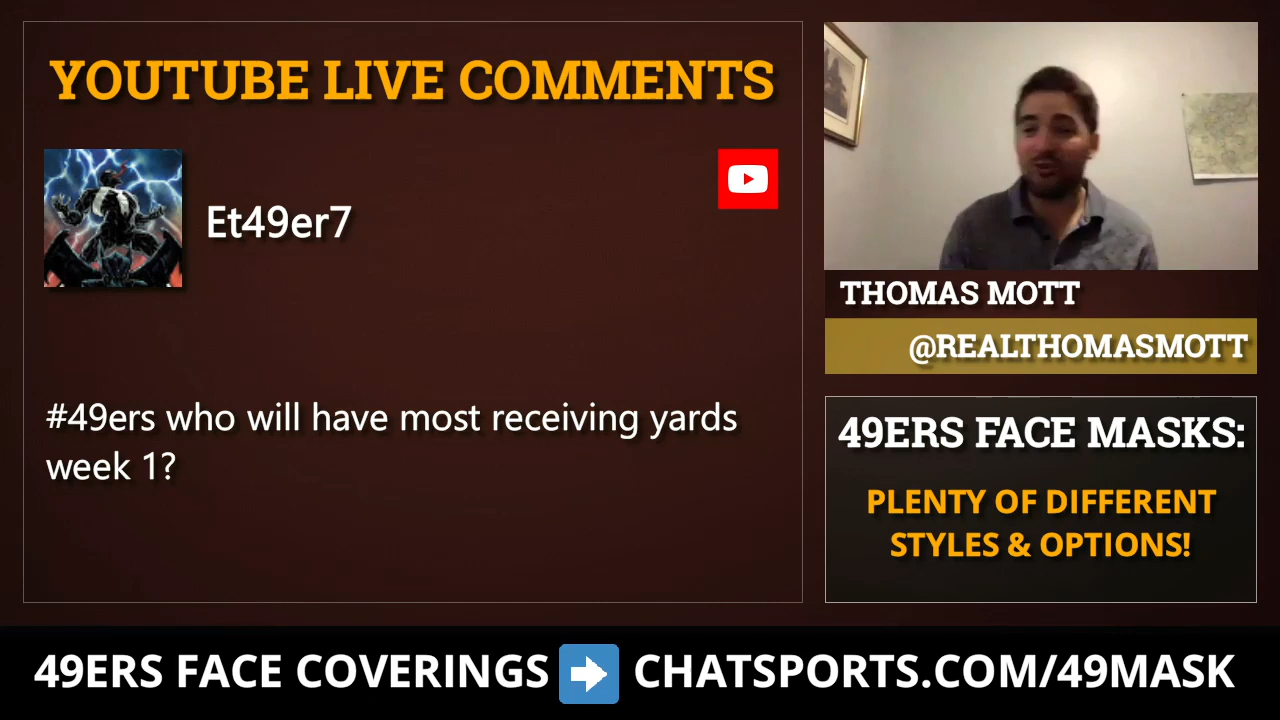 YOUTUBE LIVE COMMENTS
Et49er7
#49ers who will have most receiving yards
week 1?
THOMAS MOTT
@REALTHOMASMOTT
49ERS FACE MASKS:
PLENTY OF DIFFERENT
STYLES & OPTIONS!
49ERS FACE COVERINGS ➡ CHATSPORTS.COM/49MASK